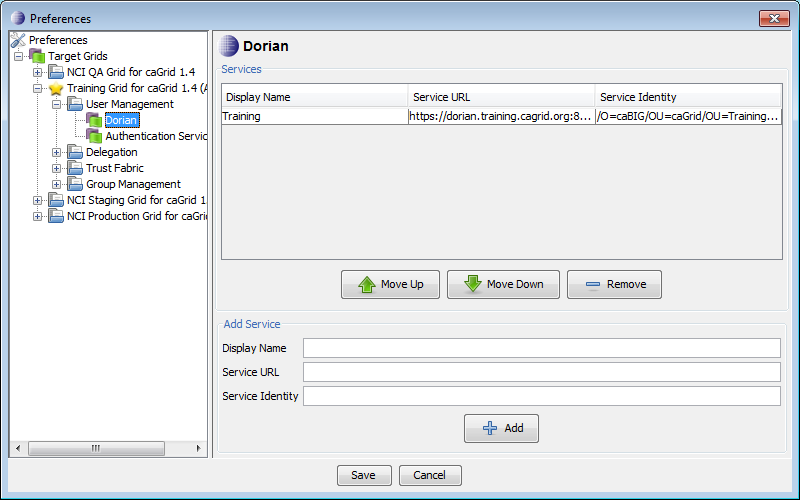 Preferences
Preferences
Target Grids
NCI QA Grid for caGrid 1.4
Training Grid for caGrid 1.4 (A
User Management
Dorian
Authentication Servic
Delegation
Trust Fabric
Group Management
NCI Staging Grid for caGrid 1.
NCI Production Grid for caGrid
Dorian
Services
Display Name Service URL Service Identity
Training https://dorian.training.cagrid.org:8... /O=caBIG/OU=caGrid/OU=Training...
Move Up Move Down Remove
Add Service
Display Name
Service URL
Service Identity
Add
Save Cancel